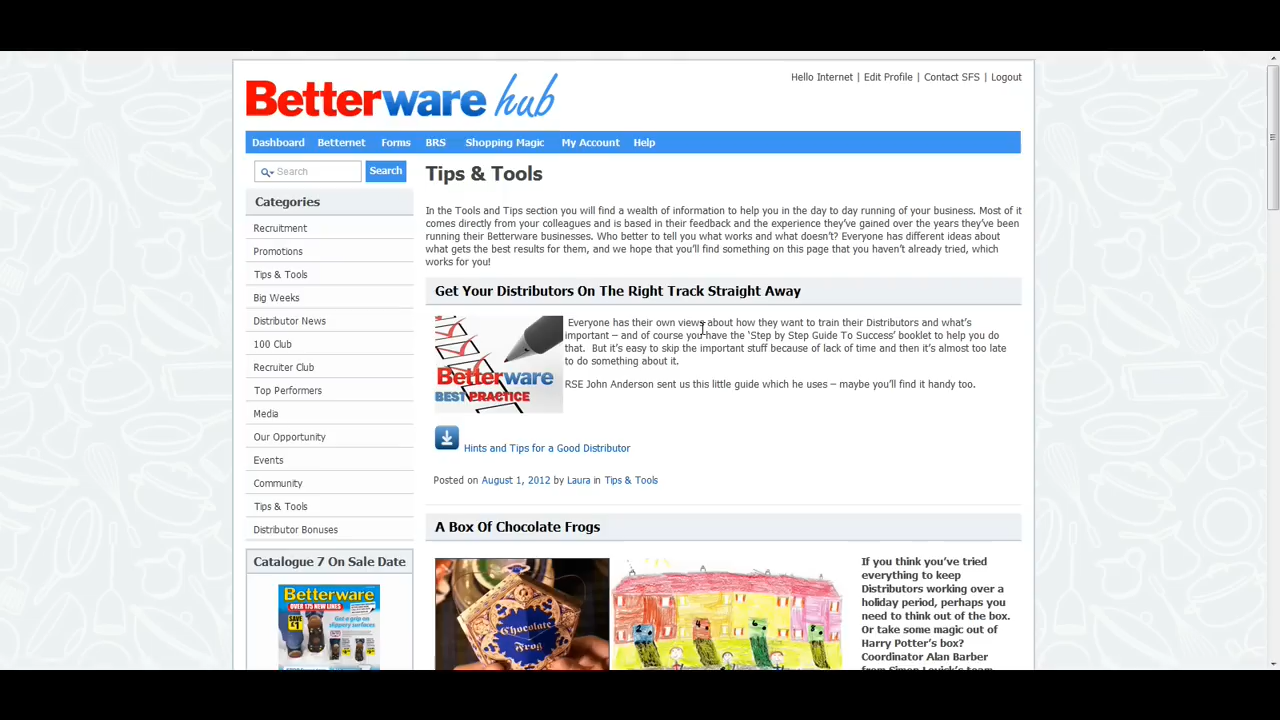 Hello Internet | Edit Profile | Contact SFS | Logout
Betterware hub
Dashboard Betternet Forms BRS Shopping Magic My Account Help
Search Search
Categories
Recruitment
Promotions
Tips & Tools
Big Weeks
Distributor News
100 Club
Recruiter Club
Top Performers
Media
Our Opportunity
Events
Community
Tips & Tools
Distributor Bonuses
Catalogue 7 On Sale Date
Betterware
OVER 175 NEW LINES
SAVE
£1
Get a grip on
slippery surfaces
Tips & Tools
In the Tools and Tips section you will find a wealth of information to help you in the day to day running of your business. Most of it
comes directly from your colleagues and is based in their feedback and the experience they've gained over the years they've been
running their Betterware businesses. Who better to tell you what works and what doesn't? Everyone has different ideas about
what gets the best results for them, and we hope that you'll find something on this page that you haven't already tried, which
works for you!
Get Your Distributors On The Right Track Straight Away
Betterware
BEST PRACTICE
Everyone has their own views about how they want to train their Distributors and what's
important – and of course you have the 'Step by Step Guide To Success' booklet to help you do
that. But it's easy to skip the important stuff because of lack of time and then it's almost too late
to do something about it.
RSE John Anderson sent us this little guide which he uses – maybe you'll find it handy too.
Hints and Tips for a Good Distributor
Posted on August 1, 2012 by Laura in Tips & Tools
A Box Of Chocolate Frogs
Chocolate
Frog
If you think you've tried
everything to keep
Distributors working over a
holiday period, perhaps you
need to think out of the box.
Or take some magic out of
Harry Potter's box?
Coordinator Alan Barber
from Simon Lovick's team